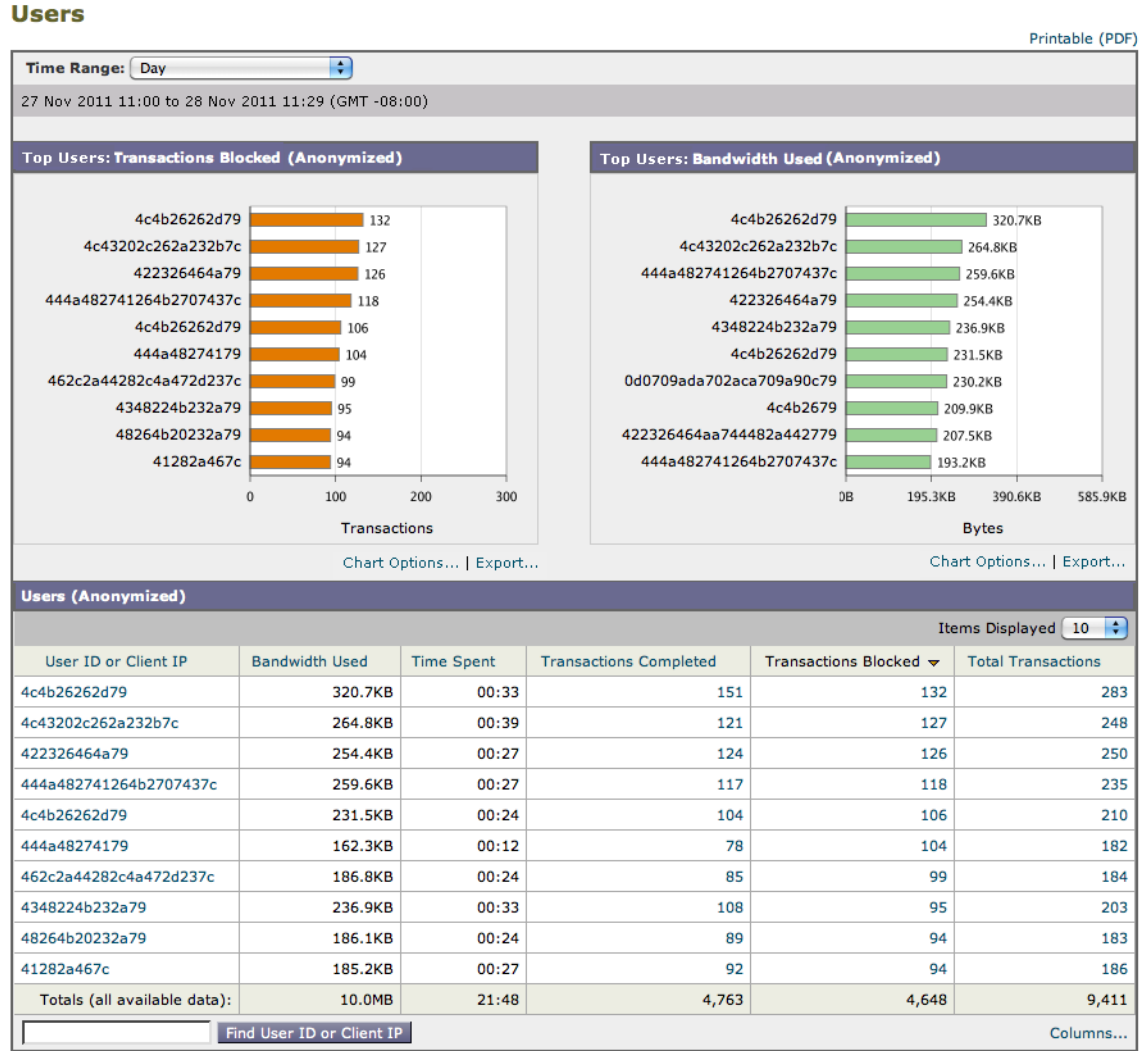 Users
Printable (PDF)
Time Range: Day
27 Nov 2011 11:00 to 28 Nov 2011 11:29 (GMT -08:00)
Top Users: Transactions Blocked (Anonymized)
4c4b26262d79 132
4c43202c262a232b7c 127
422326464a79 126
444a482741264b2707437c 118
4c4b26262d79 106
444a48274179 104
462c2a44282c4a472d237c 99
4348224b232a79 95
48264b20232a79 94
41282a467c 94
0 100 200 300
Transactions
Chart Options... | Export...
Top Users: Bandwidth Used (Anonymized)
4c4b26262d79 320.7KB
4c43202c262a232b7c 264.8KB
444a482741264b2707437c 259.6KB
422326464a79 254.4KB
4348224b232a79 236.9KB
4c4b26262d79 231.5KB
0d0709ada702aca709a90c79 230.2KB
4c4b2679 209.9KB
422326464aa744482a442779 207.5KB
444a482741264b2707437c 193.2KB
0B 195.3KB 390.6KB 585.9KB
Bytes
Chart Options... | Export...
Users (Anonymized)
Items Displayed 10
User ID or Client IP Bandwidth Used Time Spent Transactions Completed Transactions Blocked Total Transactions
4c4b26262d79 320.7KB 00:33 151 132 283
4c43202c262a232b7c 264.8KB 00:39 121 127 248
422326464a79 254.4KB 00:27 124 126 250
444a482741264b2707437c 259.6KB 00:27 117 118 235
4c4b26262d79 231.5KB 00:24 104 106 210
444a48274179 162.3KB 00:12 78 104 182
462c2a44282c4a472d237c 186.8KB 00:24 85 99 184
4348224b232a79 236.9KB 00:33 108 95 203
48264b20232a79 186.1KB 00:24 89 94 183
41282a467c 185.2KB 00:27 92 94 186
Totals (all available data): 10.0MB 21:48 4,763 4,648 9,411
Find User ID or Client IP
Columns...